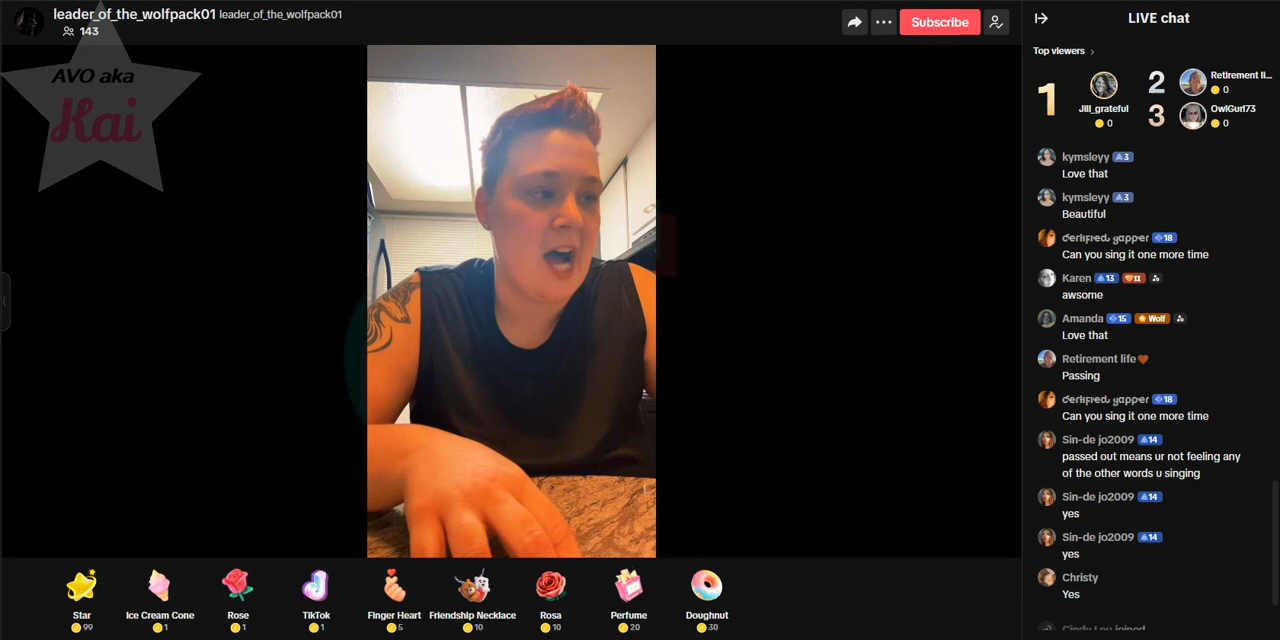 leader_of_the_wolfpack01 leader_of_the_wolfpack01
143
Subscribe
AVO aka
Kai
LIVE chat
Top viewers
1
Jill_grateful
0
2
Retirement li...
0
3
OwlGurl73
0
kymsleyy 3
Love that
kymsleyy 3
Beautiful
18
Can you sing it one more time
Karen 13 II
awsome
Amanda 15 Wolf
Love that
Retirement life
Passing
18
Can you sing it one more time
Sin-de jo2009 14
passed out means ur not feeling any
of the other words u singing
Sin-de jo2009 14
yes
Sin-de jo2009 14
yes
Christy
Yes
Cindy Lou joined
Star
99
Ice Cream Cone
1
Rose
1
TikTok
1
Finger Heart
5
Friendship Necklace
10
Rosa
10
Perfume
20
Doughnut
30